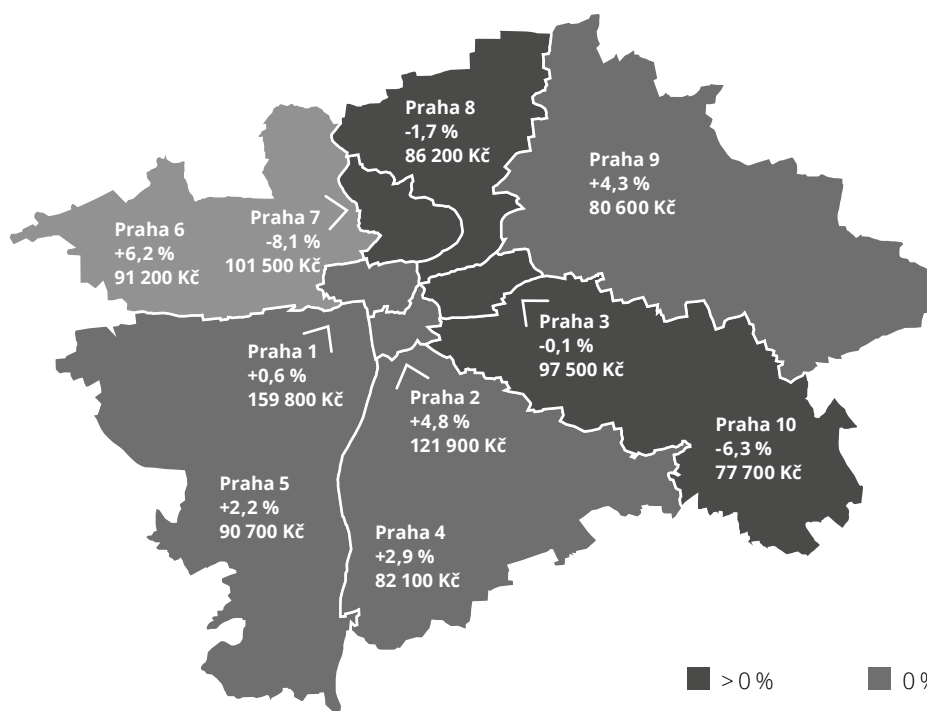 Praha 8
-1,7 %
86 200 Kč
Praha 9
+4,3 %
80 600 Kč
Praha 7
-8,1 %
101 500 Kč
Praha 6
+6,2 %
91 200 Kč
Praha 3
-0,1 %
97 500 Kč
Praha 1
+0,6 %
159 800 Kč
Praha 2
+4,8 %
121 900 Kč
Praha 10
-6,3 %
77 700 Kč
Praha 5
+2,2 %
90 700 Kč
Praha 4
+2,9 %
82 100 Kč
> 0 %
0 %